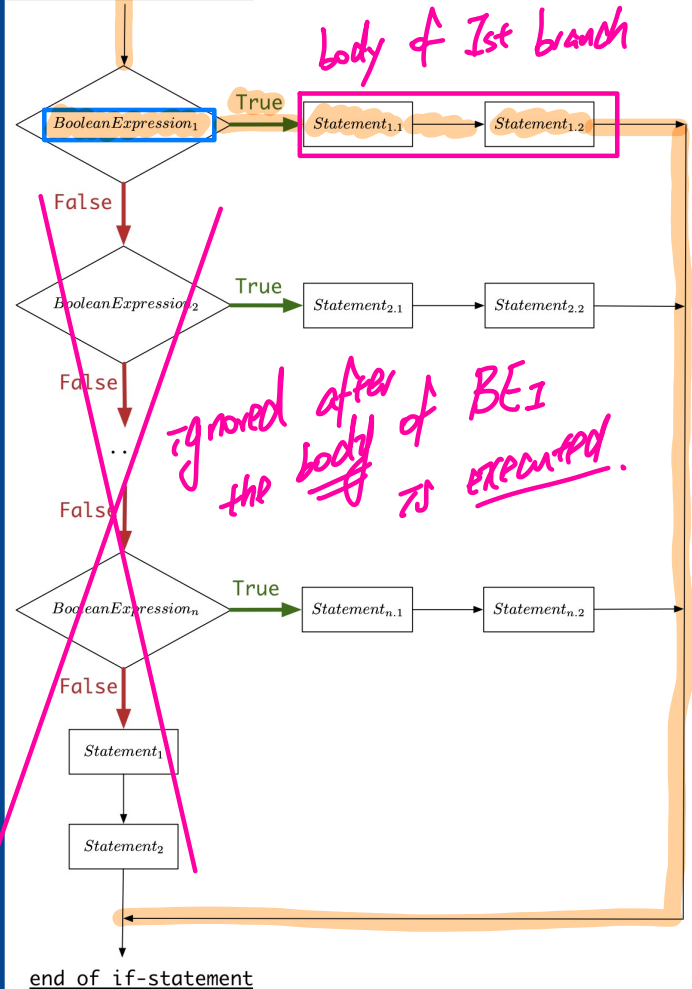 body of 1st branch
True
BooleanExpression₁
Statement₁.₁
Statement₁.₂
False
True
BooleanExpression₂
Statement₂.₁
Statement₂.₂
False
ignored after
the body of BE1
is executed.
..
False
True
BooleanExpressionₙ
Statementₙ.₁
Statementₙ.₂
False
Statement₁
Statement₂
end of if-statement